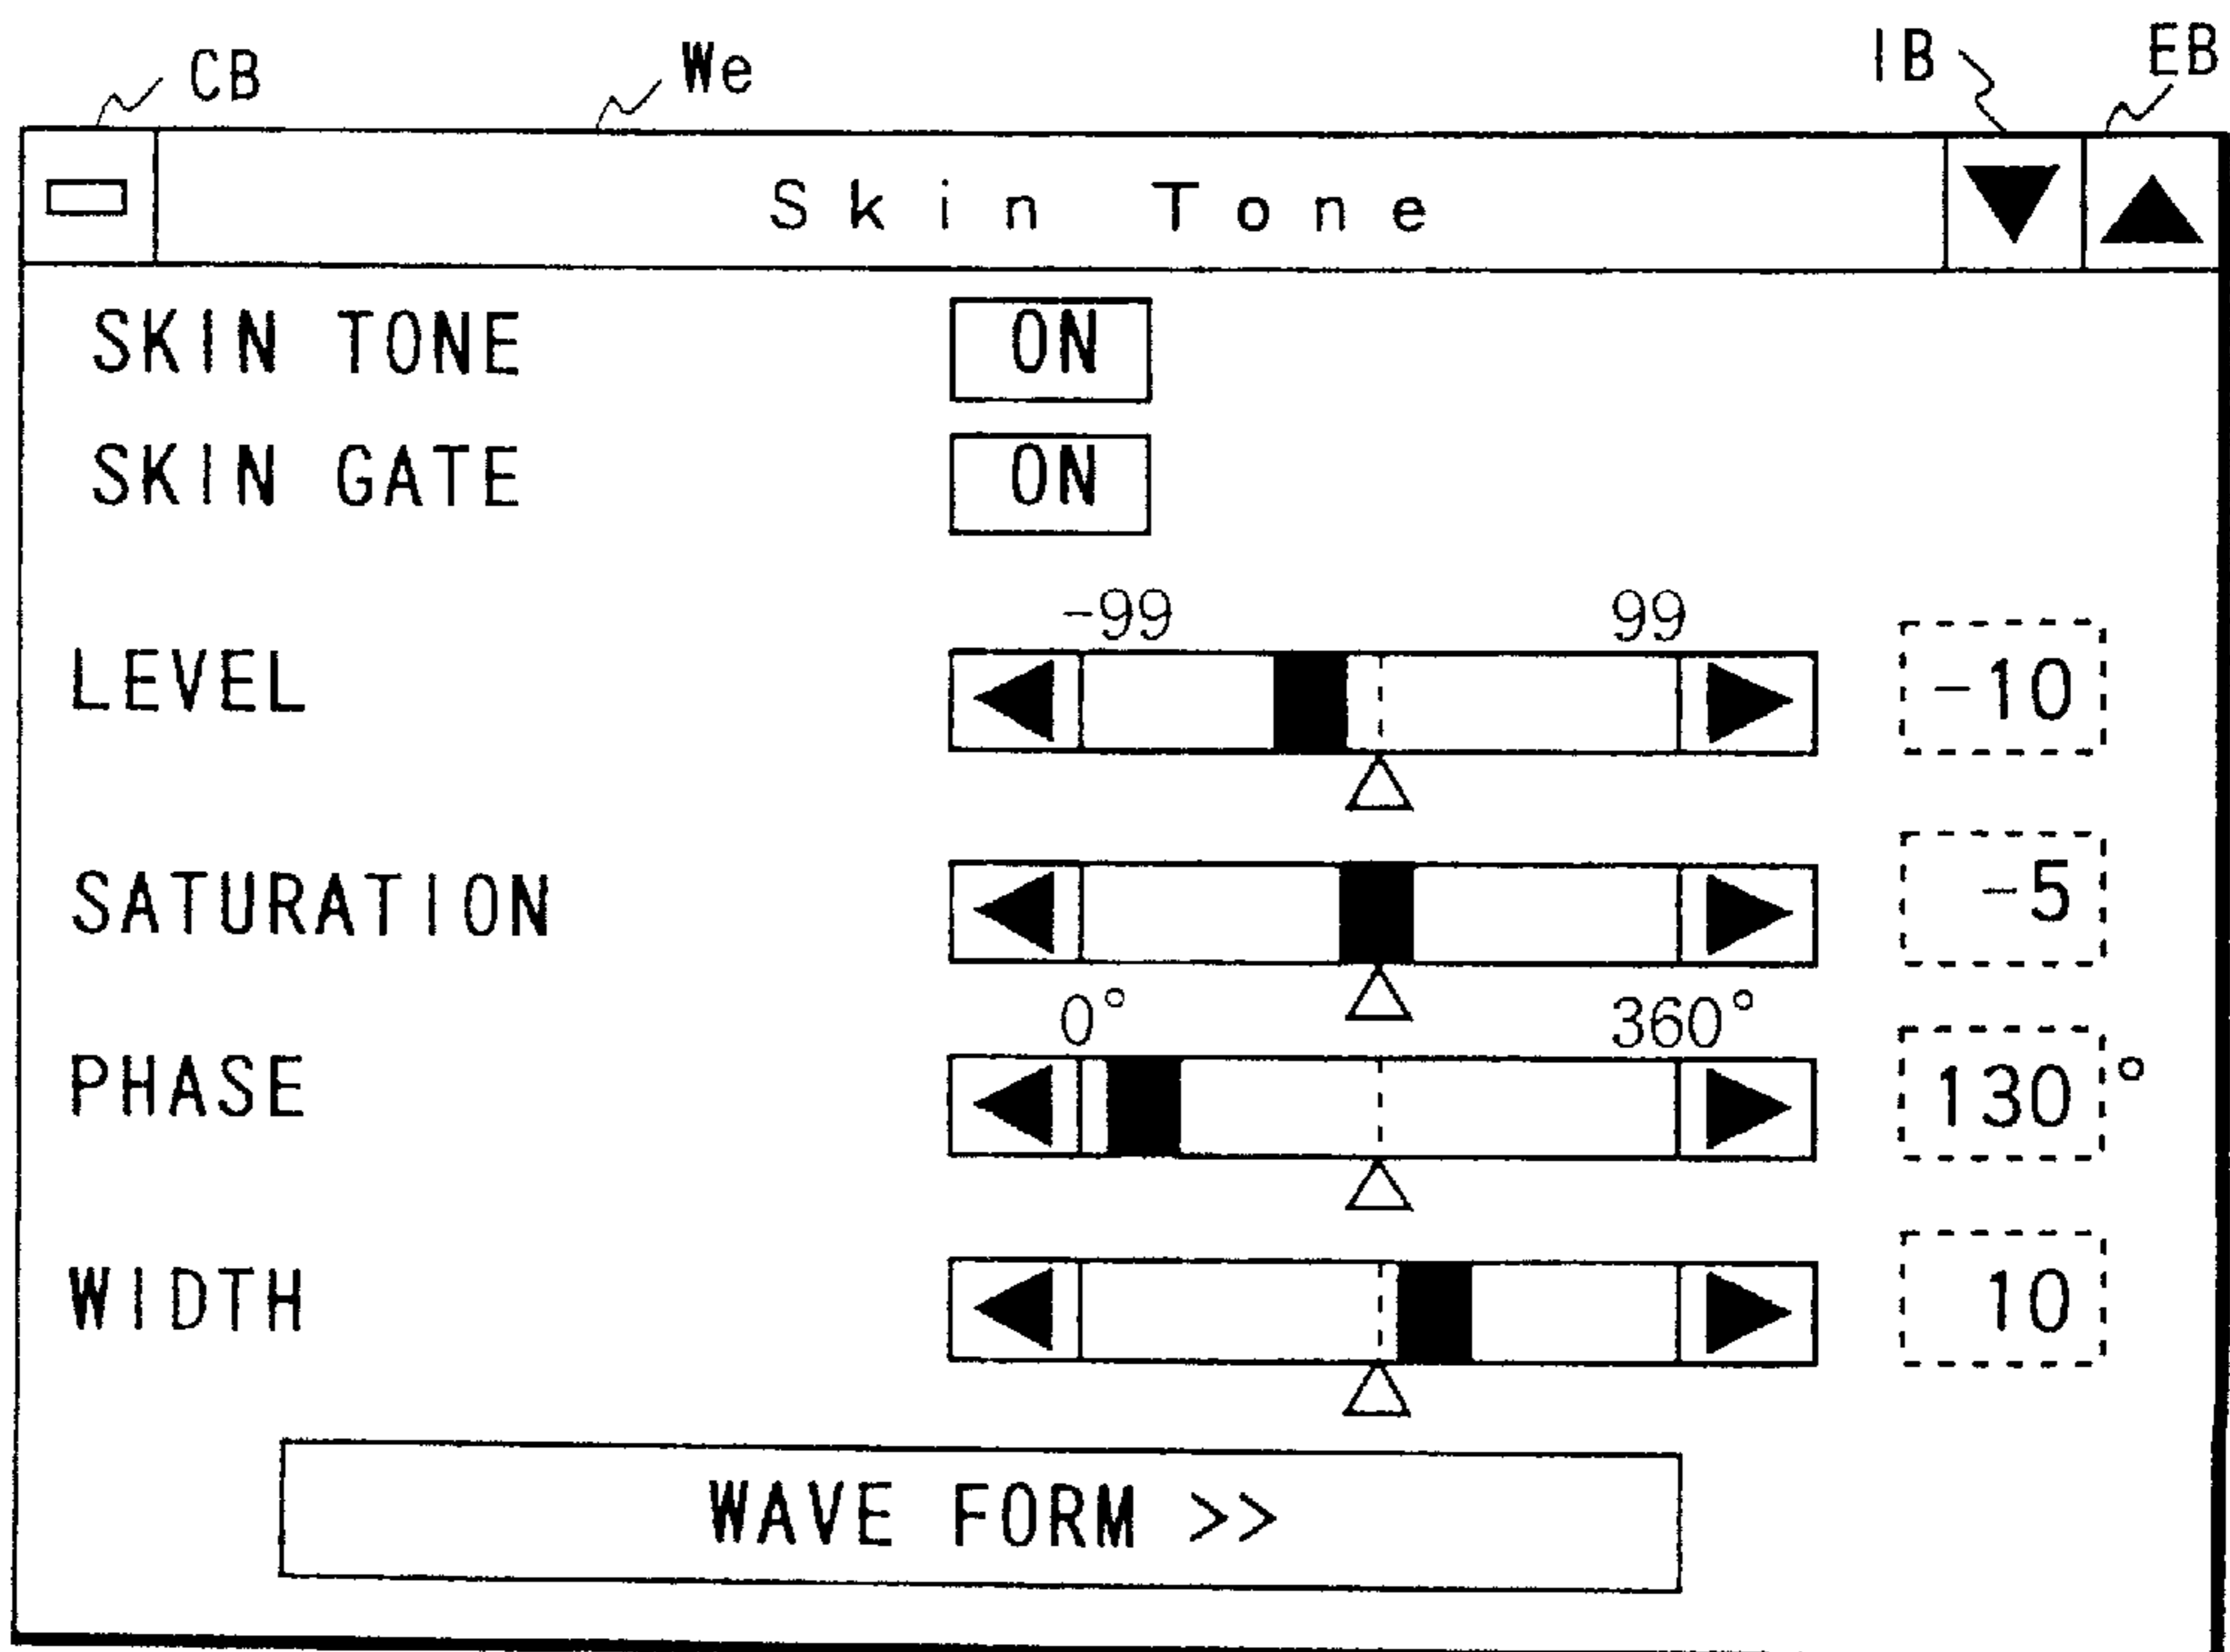 CB We IB EB
Skin Tone
SKIN TONE ON
SKIN GATE ON
-99 99
LEVEL -10
SATURATION -5
0° 360°
PHASE 130°
WIDTH 10
WAVE FORM >>